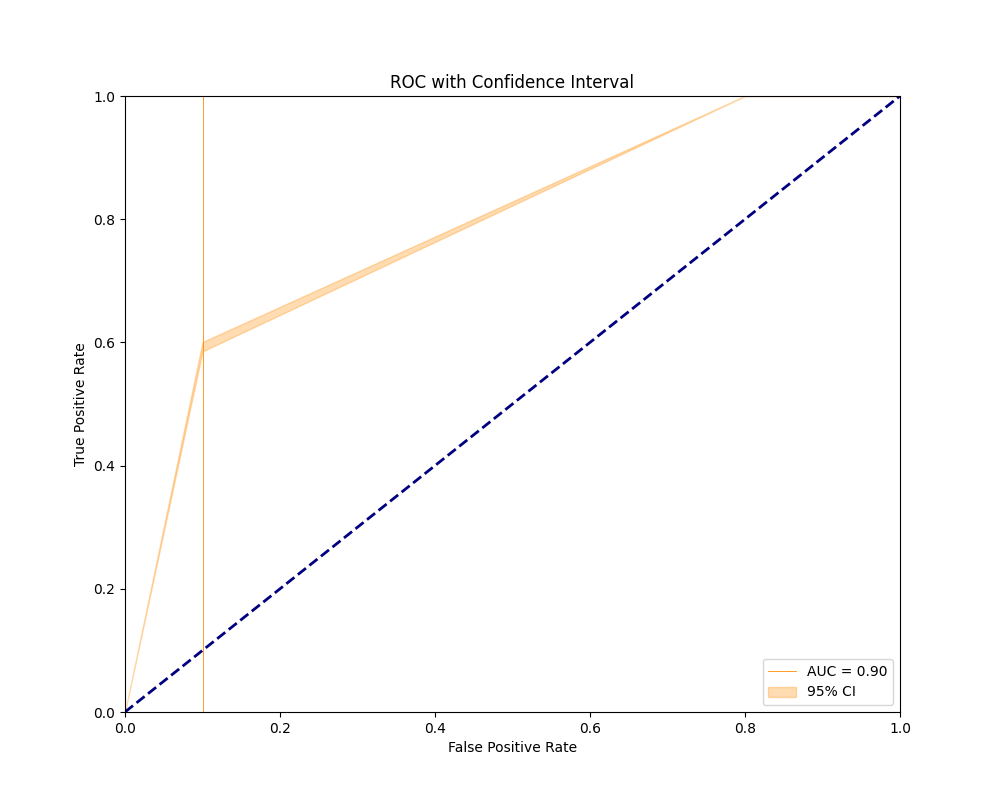 ROC with Confidence Interval
1.0
0.8
0.6
0.4
0.2
0.0
True Positive Rate
0.0 0.2 0.4 0.6 0.8 1.0
False Positive Rate
AUC = 0.90
95% CI